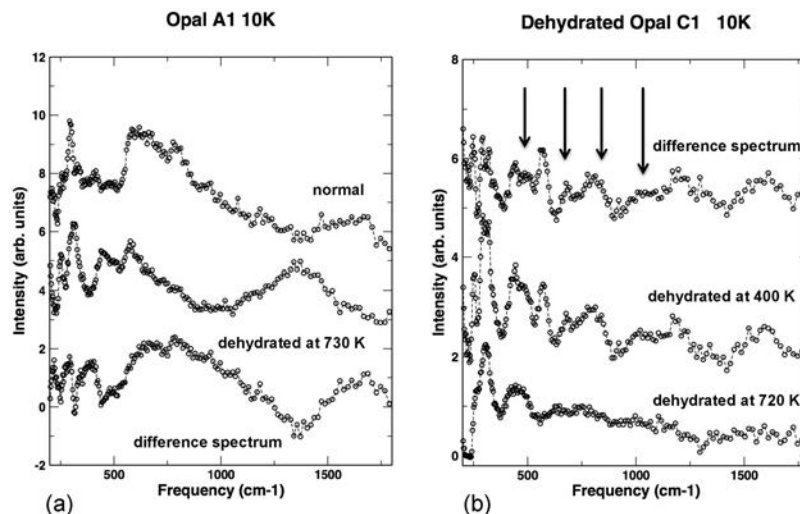 Opal A1 10K
12
10
8
6
4
2
0
-2
Intensity (arb. units)
normal
dehydrated at 730 K
difference spectrum
500
1000
1500
Frequency (cm-1)
(a)
Dehydrated Opal C1 10K
8
6
4
2
0
Intensity (arb. units)
difference spectrum
dehydrated at 400 K
dehydrated at 720 K
500
1000
1500
Frequency (cm-1)
(b)